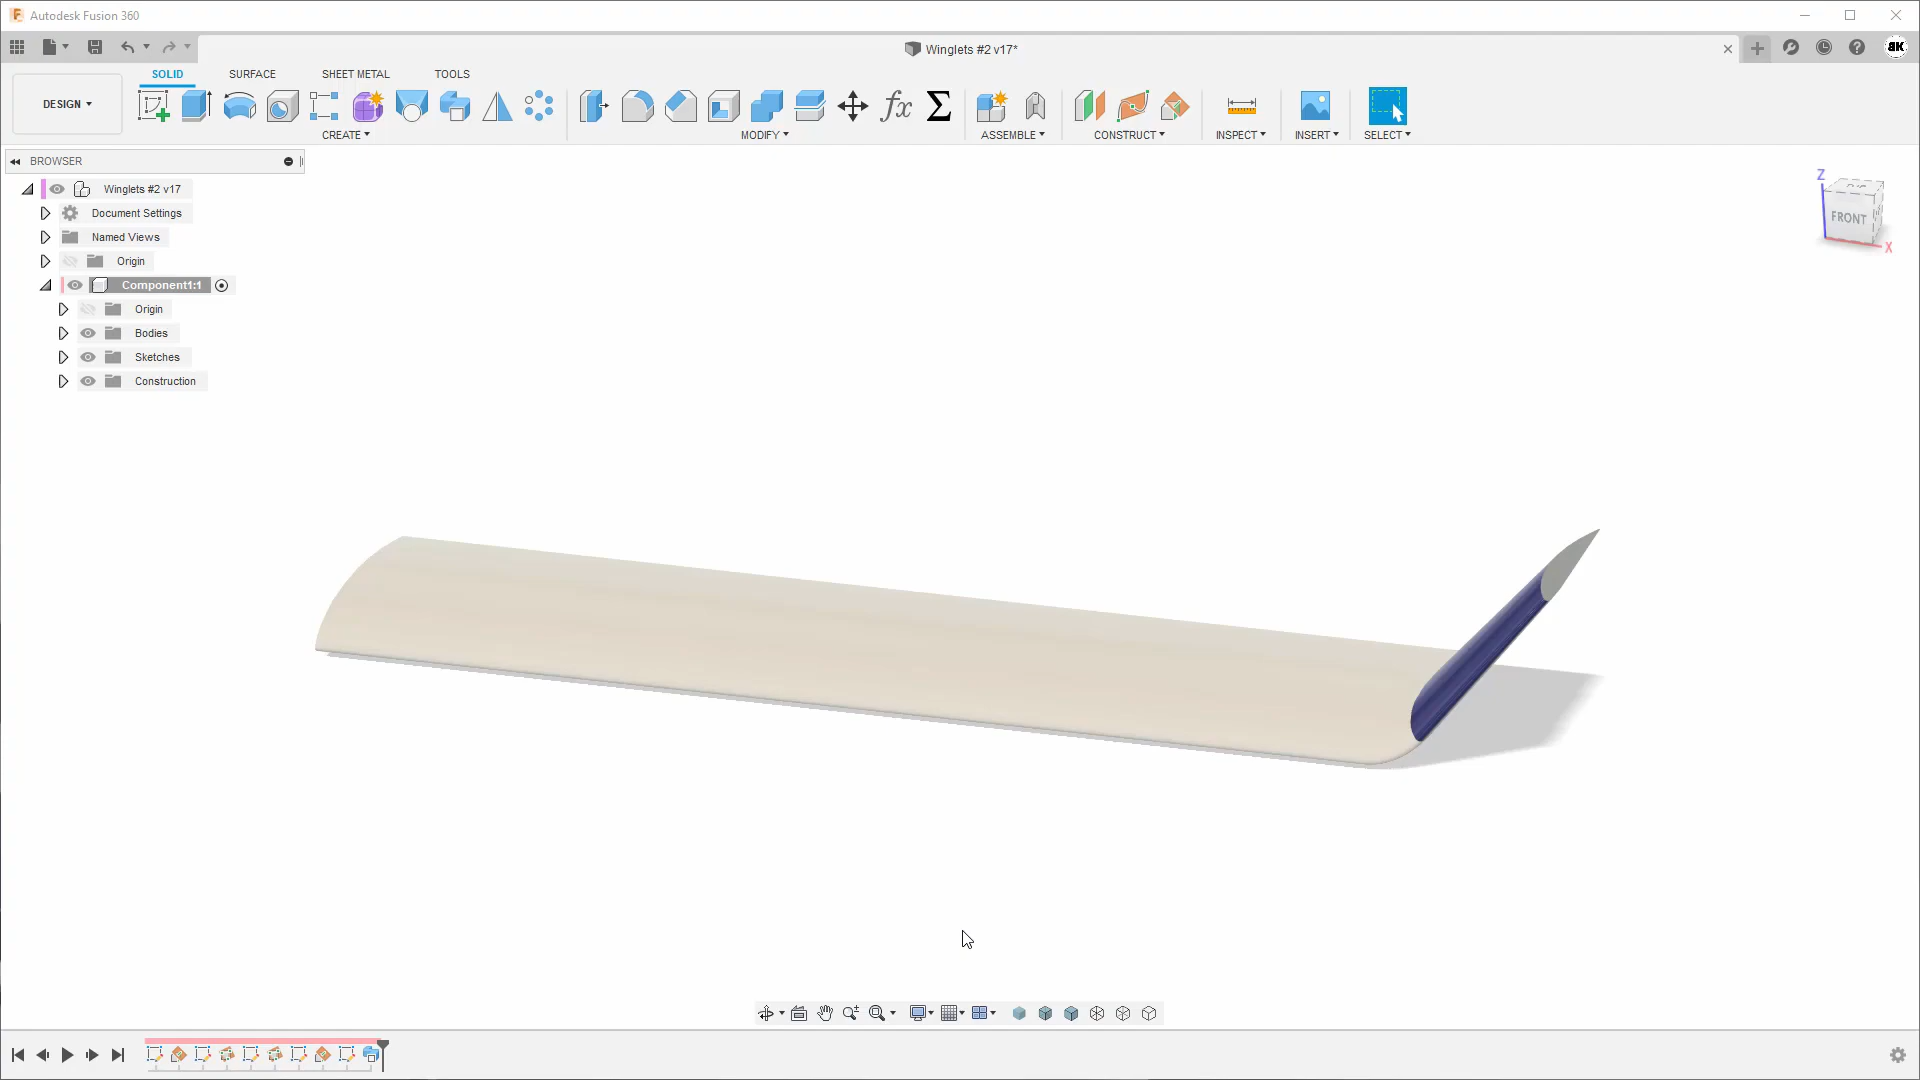 Autodesk Fusion 360
Winglets #2 v17*
BK
SOLID SURFACE SHEET METAL TOOLS
DESIGN
CREATE MODIFY ASSEMBLE CONSTRUCT INSPECT INSERT SELECT
BROWSER
Winglets #2 v17
Document Settings
Named Views
Origin
Component1:1
Origin
Bodies
Sketches
Construction
Z
FRONT
X